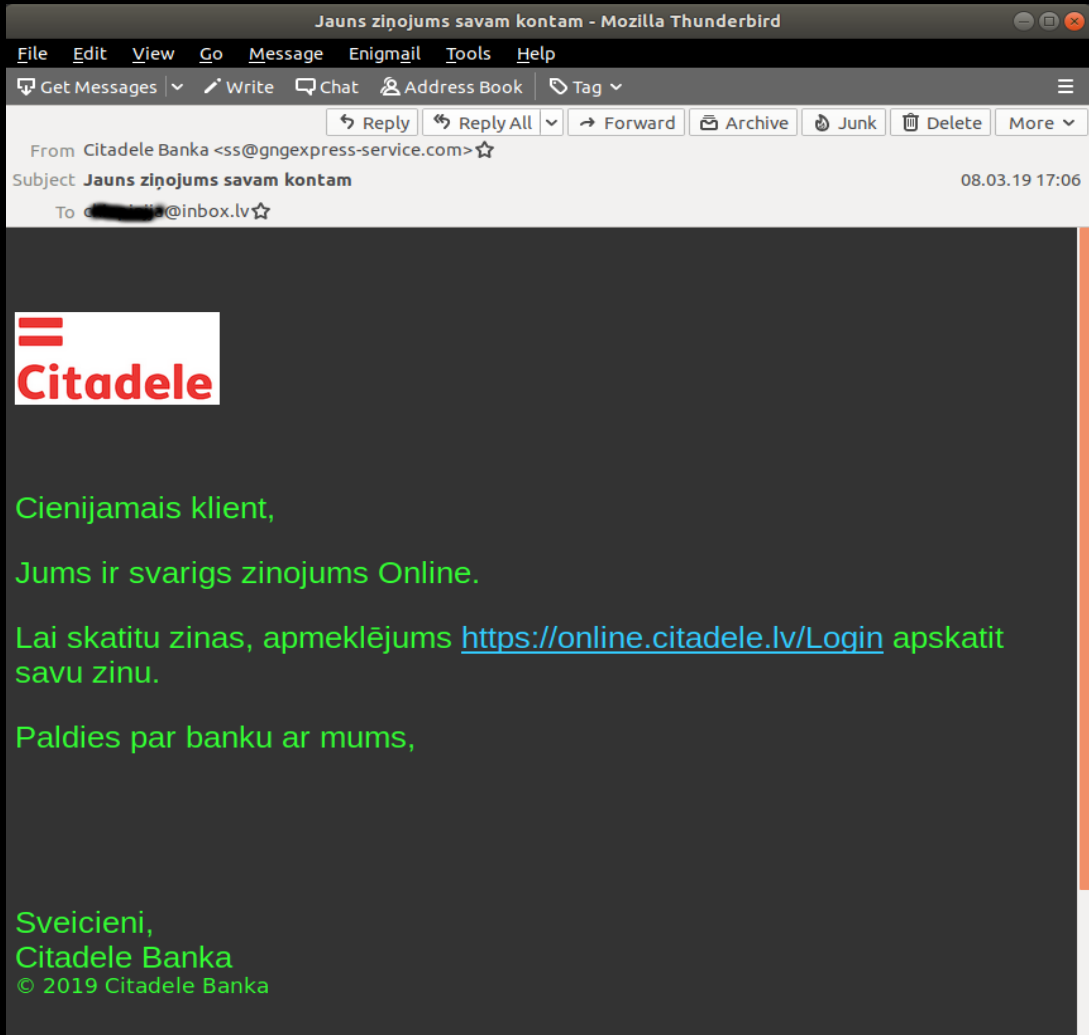 Jauns ziņojums savam kontam - Mozilla Thunderbird
File Edit View Go Message Enigmail Tools Help
Get Messages Write Chat Address Book Tag
Reply Reply All Forward Archive Junk Delete More
From Citadele Banka <ss@gngexpress-service.com>
Subject Jauns ziņojums savam kontam 08.03.19 17:06
To @inbox.lv
Citadele
Cienijamais klient,
Jums ir svarigs zinojums Online.
Lai skatitu zinas, apmeklējums https://online.citadele.lv/Login apskatit
savu zinu.
Paldies par banku ar mums,
Sveicieni,
Citadele Banka
© 2019 Citadele Banka